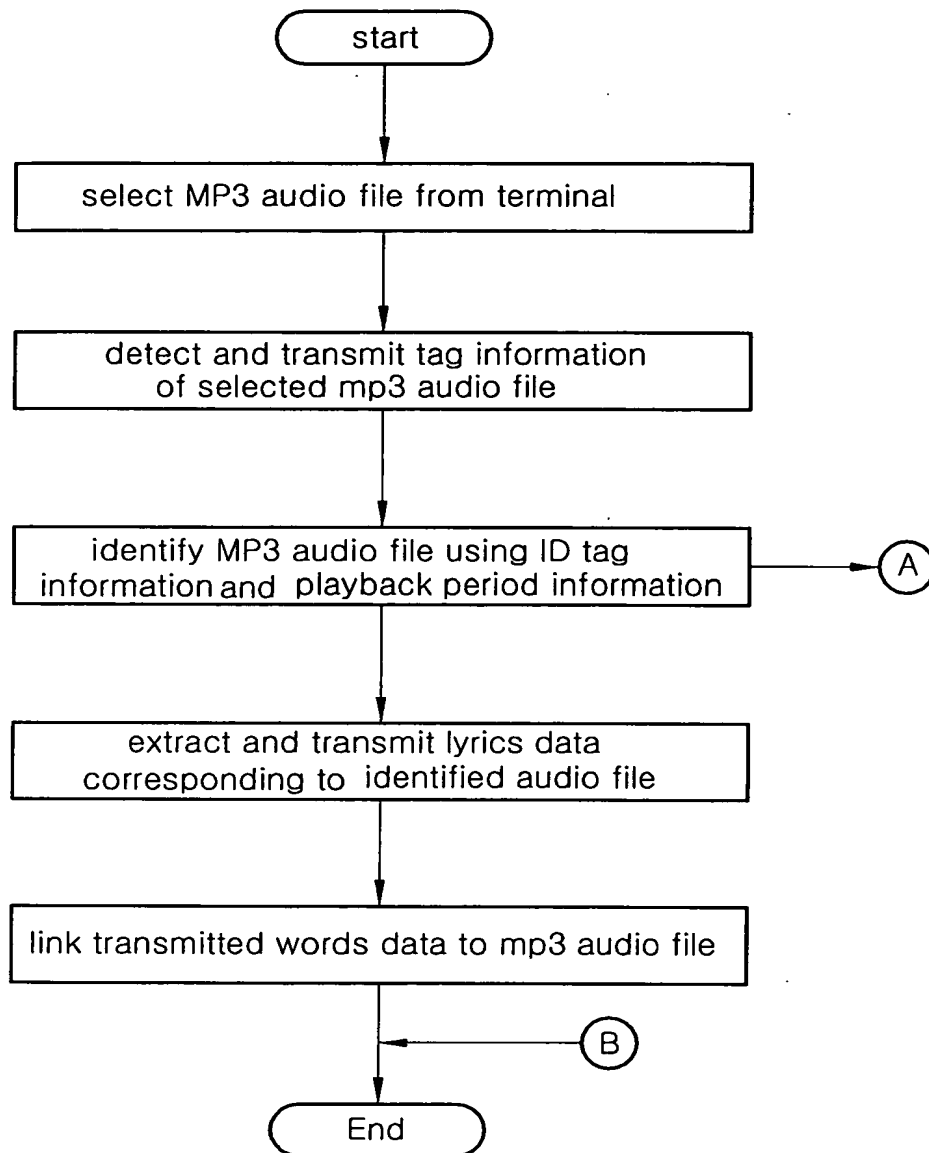 start
select MP3 audio file from terminal
detect and transmit tag information
of selected mp3 audio file
identify MP3 audio file using ID tag
information and playback period information
A
extract and transmit lyrics data
corresponding to identified audio file
link transmitted words data to mp3 audio file
B
End